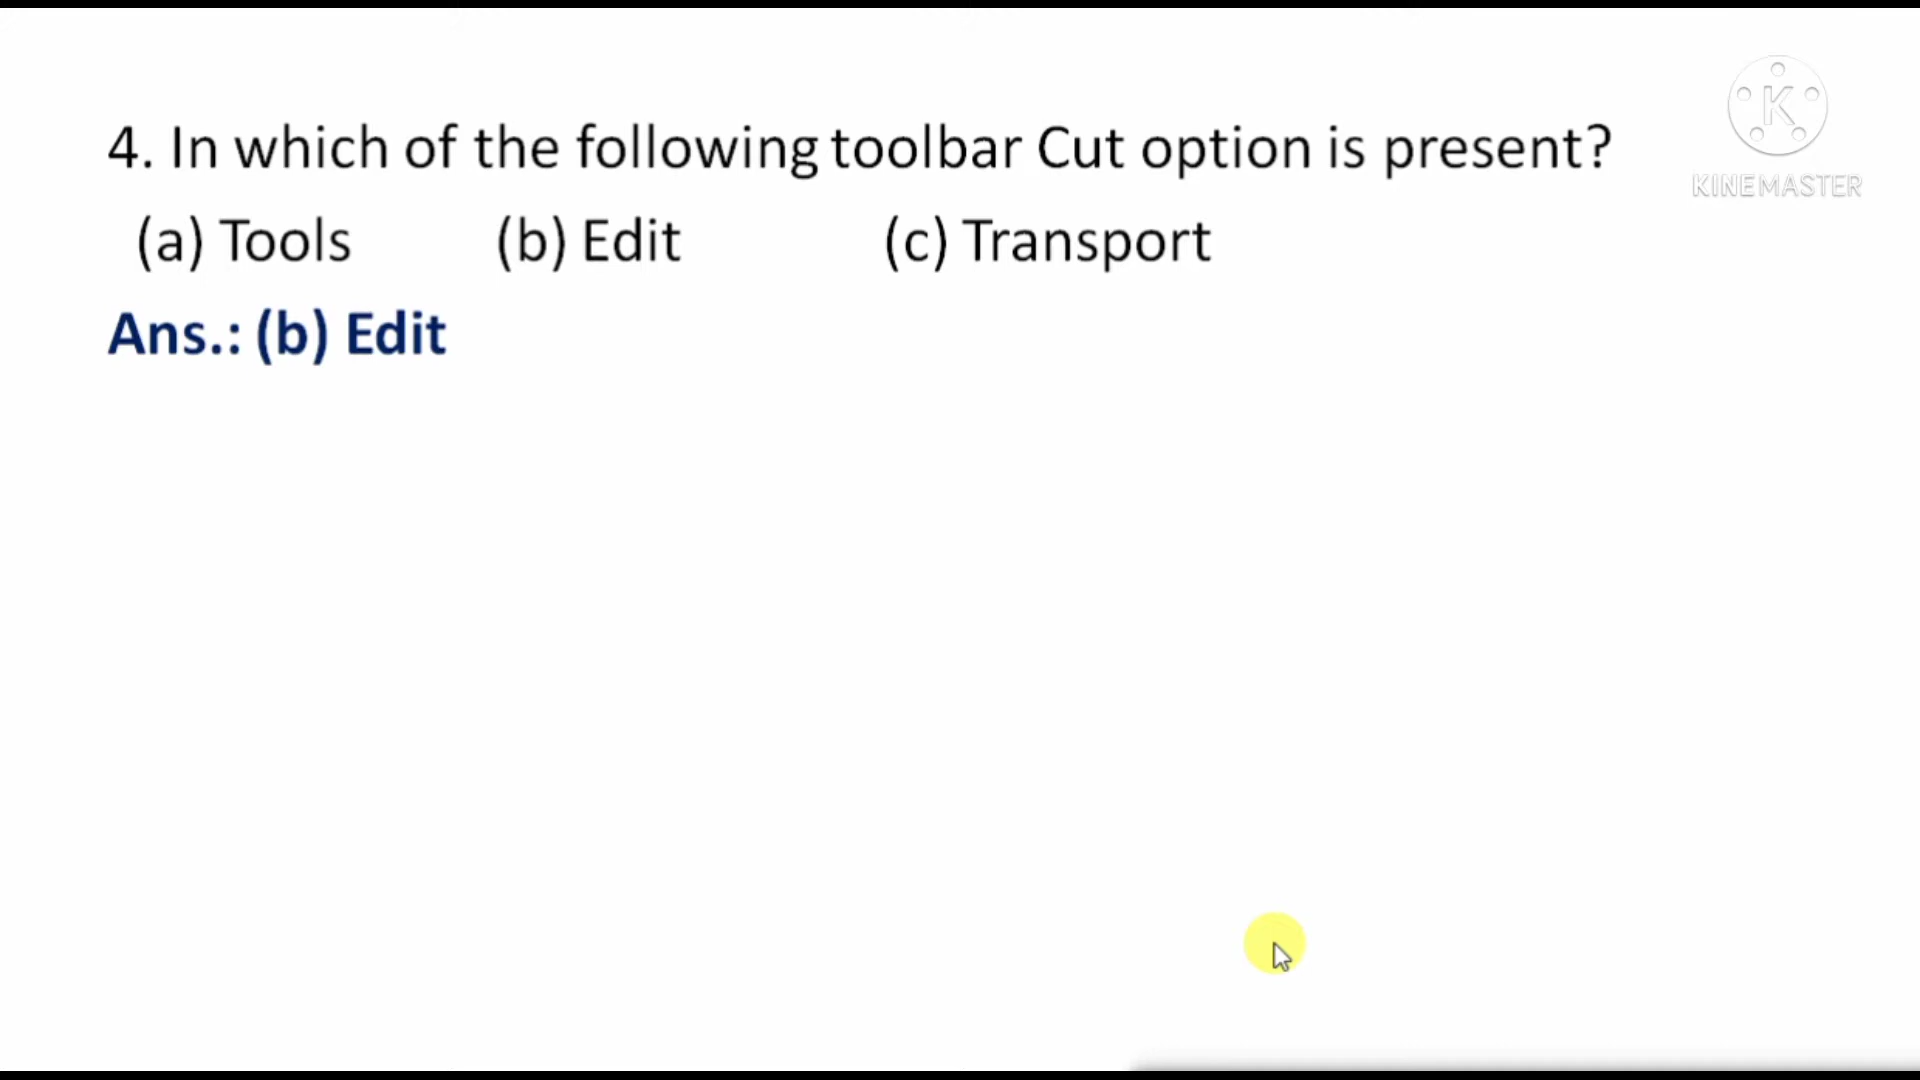 4. In which of the following toolbar Cut option is present?
(a) Tools (b) Edit (c) Transport
Ans.: (b) Edit
K
KINEMASTER